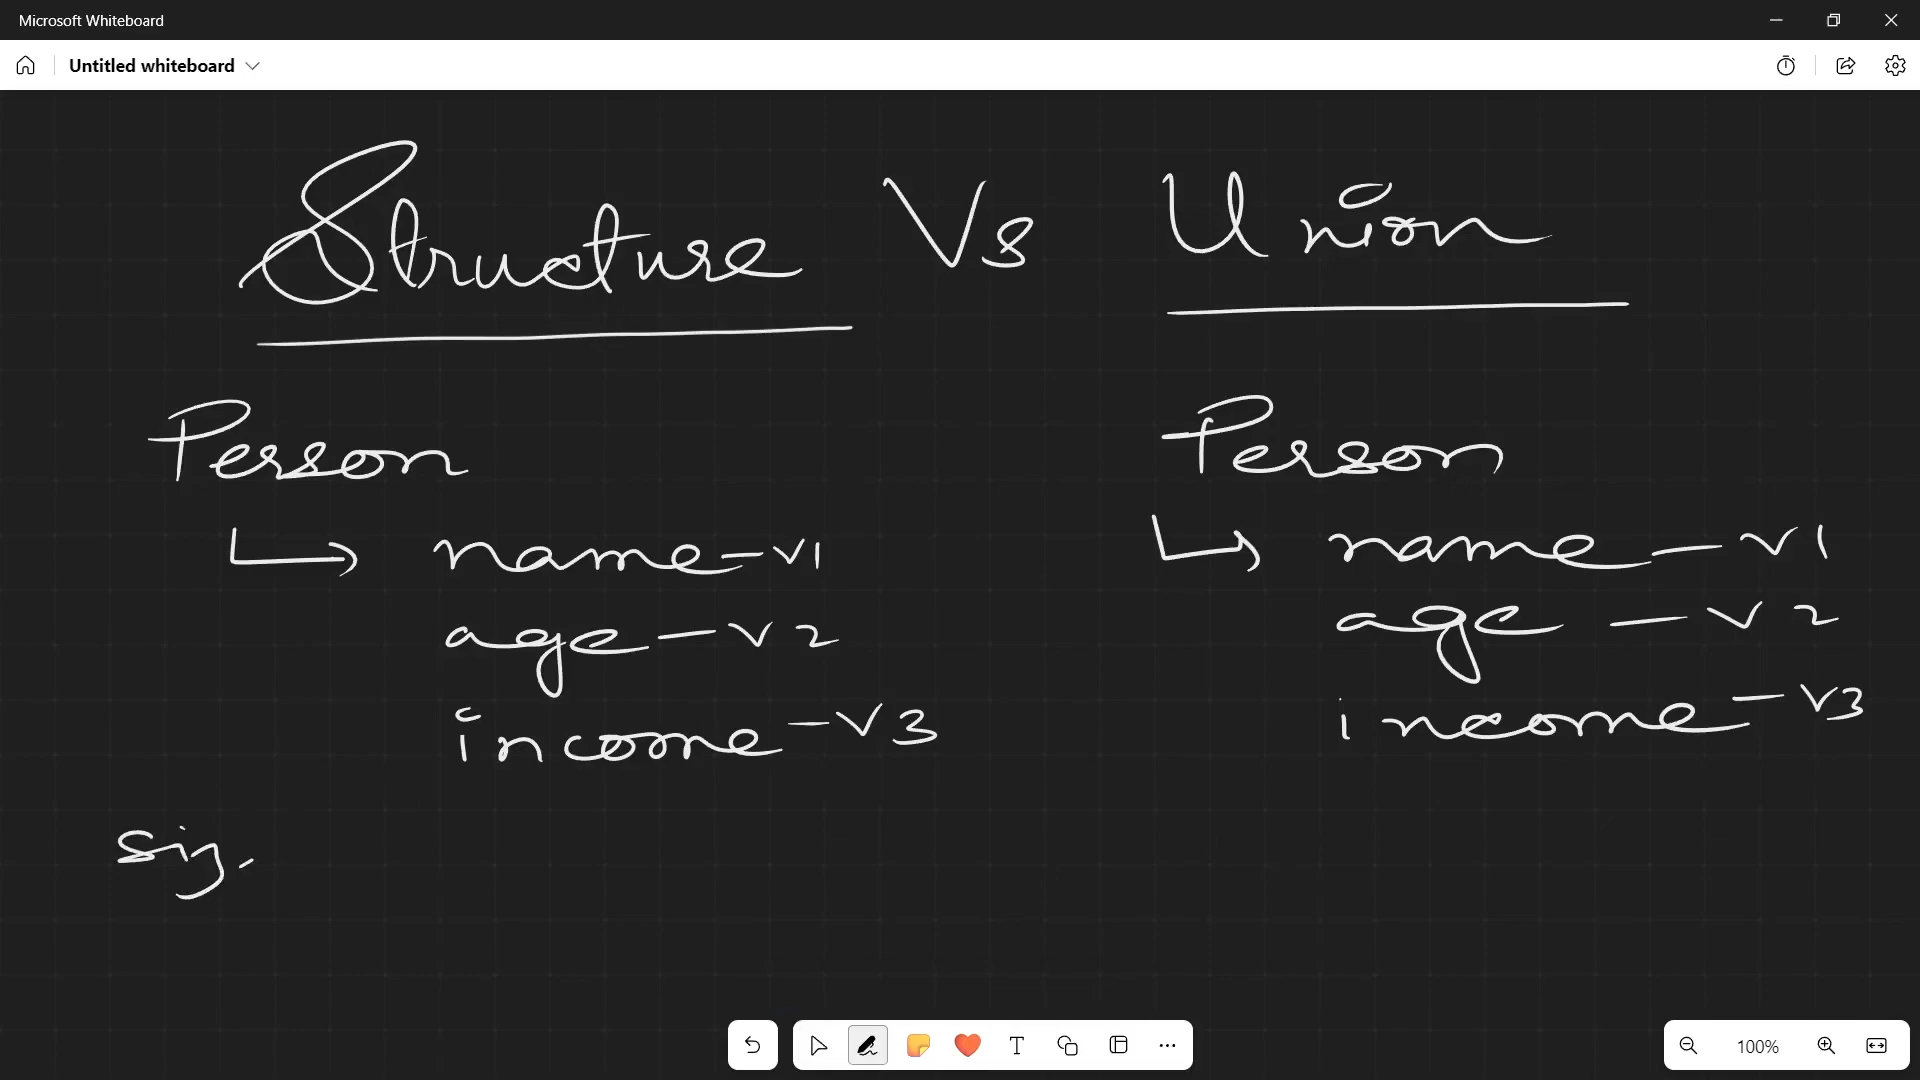 Microsoft Whiteboard
Untitled whiteboard
Structure Vs Union
Person
name - v1
age - v2
income - v3
Person
name - v1
age - v2
income - v3
siz
100%